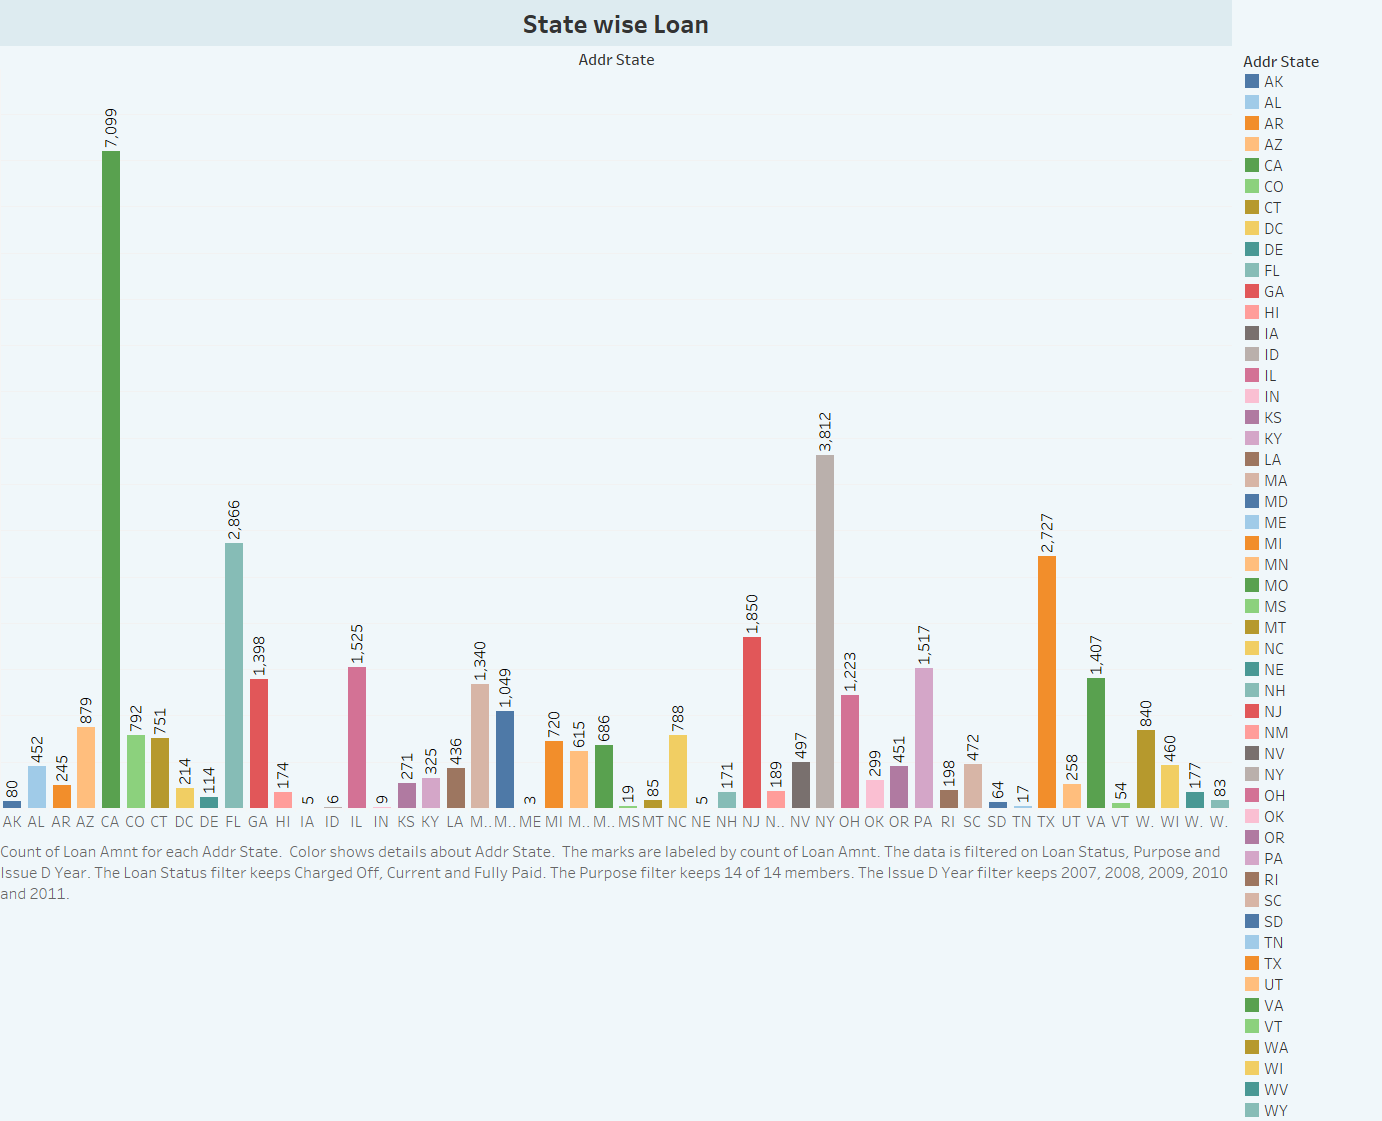 State wise Loan
Addr State
7,099
3,812
2,866
2,727
1,850
1,525
1,517
1,398
1,407
1,340
1,223
1,049
80
452
245
879
792
751
214
114
174
5
6
9
271
325
436
3
720
615
686
19
85
788
5
171
189
497
299
451
198
472
64
17
258
54
840
460
177
83
AK AL AR AZ CA CO CT DC DE FL GA HI IA ID IL IN KS KY LA M.. M.. ME MI M.. M.. MS MT NC NE NH NJ N.. NV NY OH OK OR PA RI SC SD TN TX UT VA VT W. WI W. W.
Count of Loan Amnt for each Addr State.  Color shows details about Addr State.  The marks are labeled by count of Loan Amnt. The data is filtered on Loan Status, Purpose and
Issue D Year. The Loan Status filter keeps Charged Off, Current and Fully Paid. The Purpose filter keeps 14 of 14 members. The Issue D Year filter keeps 2007, 2008, 2009, 2010
and 2011.
Addr State
AK
AL
AR
AZ
CA
CO
CT
DC
DE
FL
GA
HI
IA
ID
IL
IN
KS
KY
LA
MA
MD
ME
MI
MN
MO
MS
MT
NC
NE
NH
NJ
NM
NV
NY
OH
OK
OR
PA
RI
SC
SD
TN
TX
UT
VA
VT
WA
WI
WV
WY